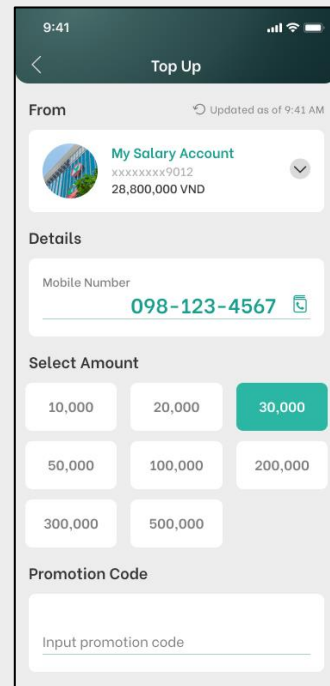 9:41
Top Up
From
Updated as of 9:41 AM
My Salary Account
xxxxxxxx9012
28,800,000 VND
Details
Mobile Number
098-123-4567
Select Amount
10,000 20,000 30,000
50,000 100,000 200,000
300,000 500,000
Promotion Code
Input promotion code